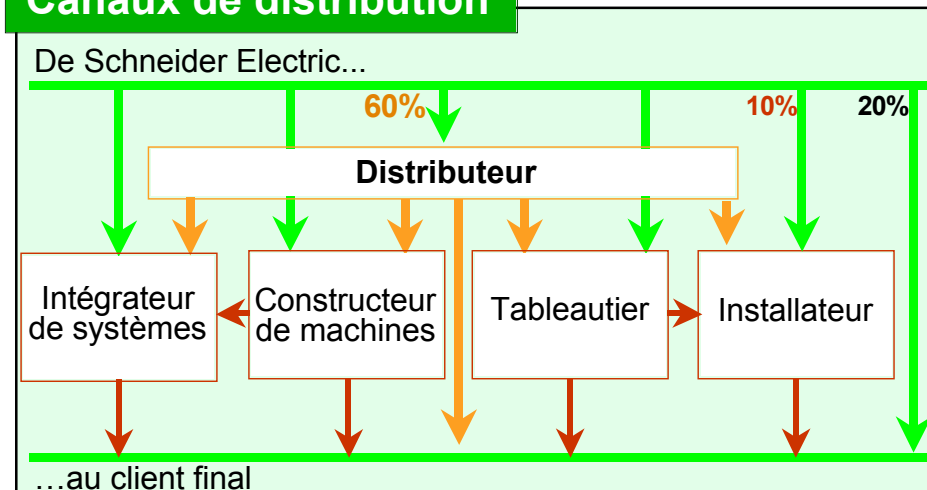 Canaux de distribution
De Schneider Electric...
60%
10%
20%
Distributeur
Intégrateur
de systèmes
Constructeur
de machines
Tableautier
Installateur
…au client final